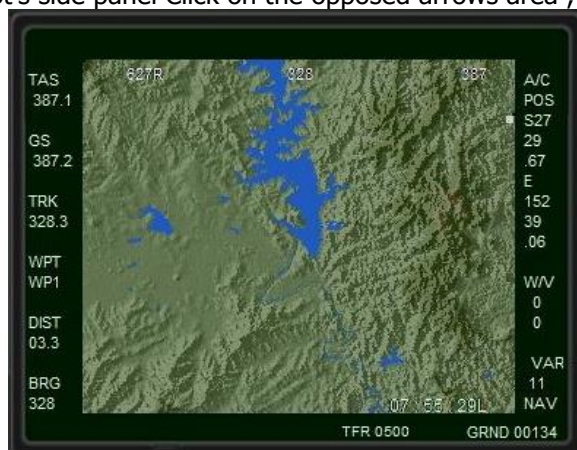 ot's side panel Click on the opposed arrows area ,
627R 328 387
TAS
387.1
GS
387.2
TRK
328.3
WPT
WP1
DIST
03.3
BRG
328
A/C
POS
S27
29
.67
E
152
39
.06
W/V
0
0
VAR
11
NAV
07 55 29L
TFR 0500 GRND 00134